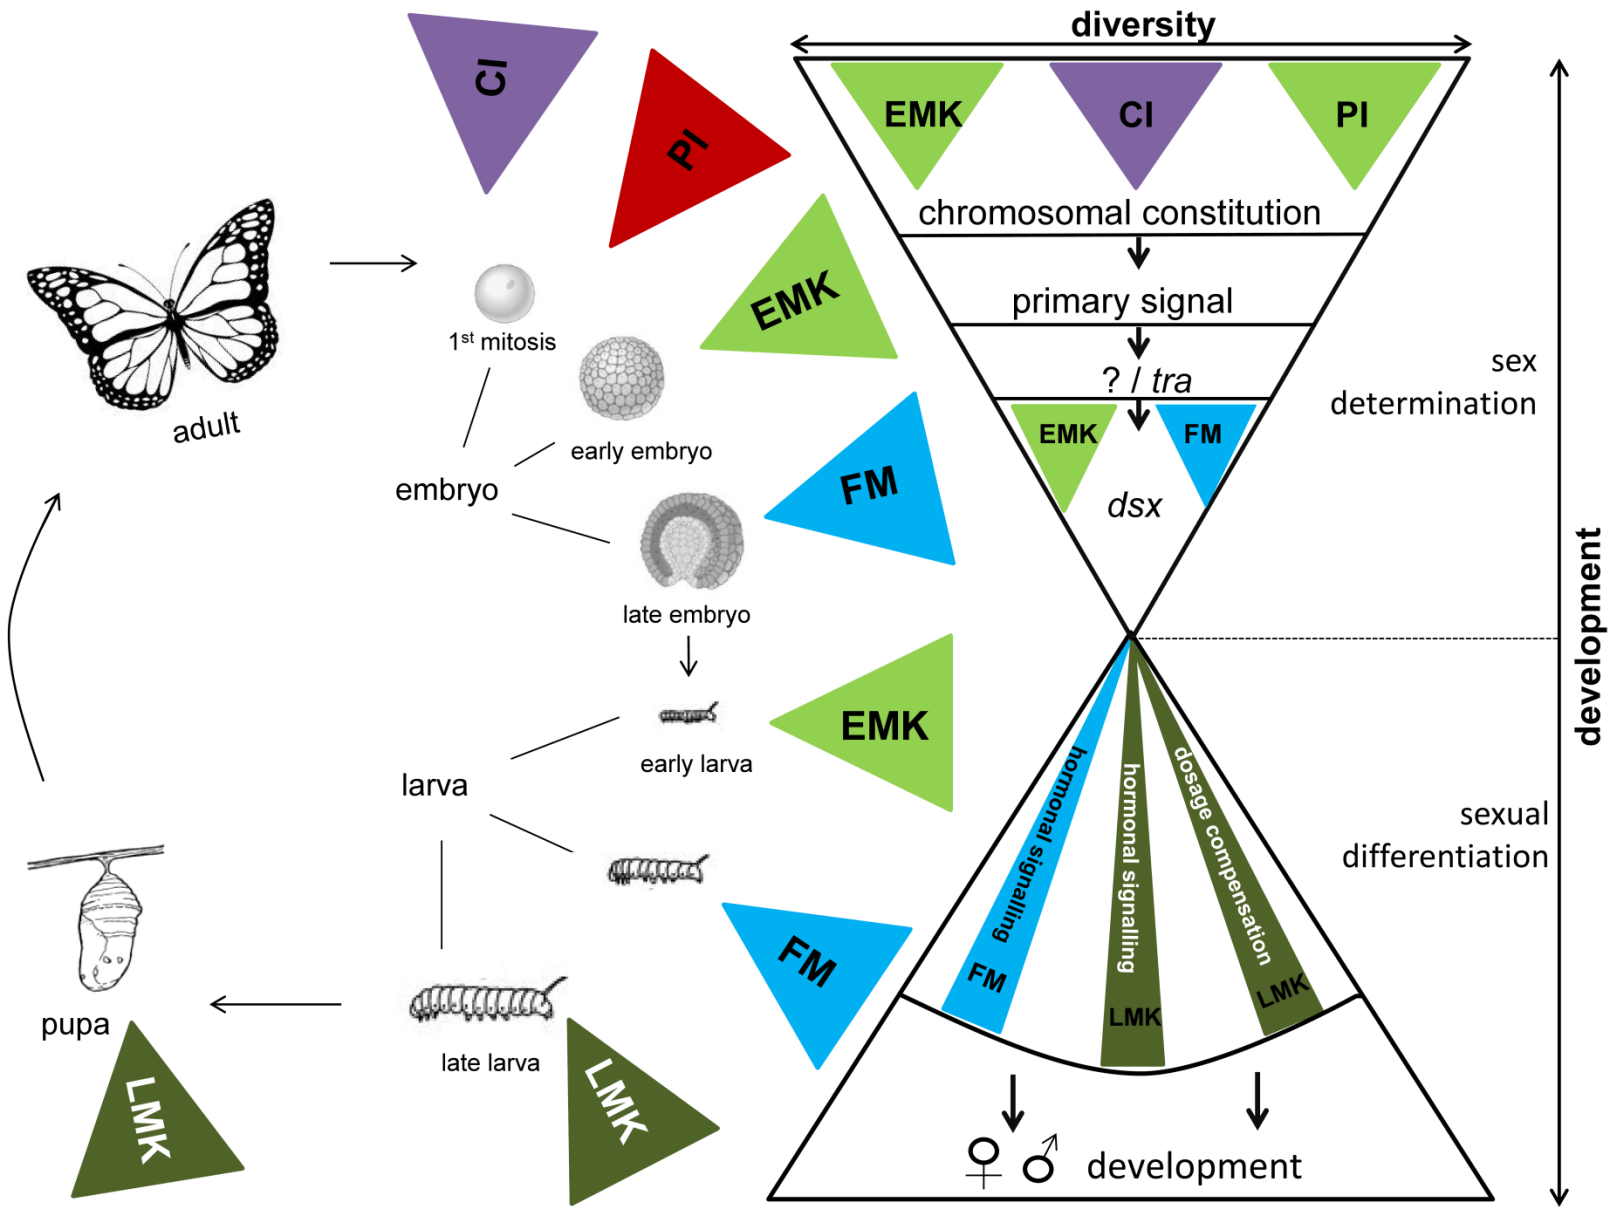 CI
PI
EMK
1st mitosis
adult
early embryo
embryo
FM
late embryo
EMK
early larva
larva
FM
pupa
late larva
LMK
LMK
diversity
EMK
CI
PI
chromosomal constitution
primary signal
? / tra
EMK
FM
dsx
sex
determination
development
hormonal signalling
FM
hormonal signalling
LMK
dosage compensation
LMK
sexual
differentiation
♀ ♂ development